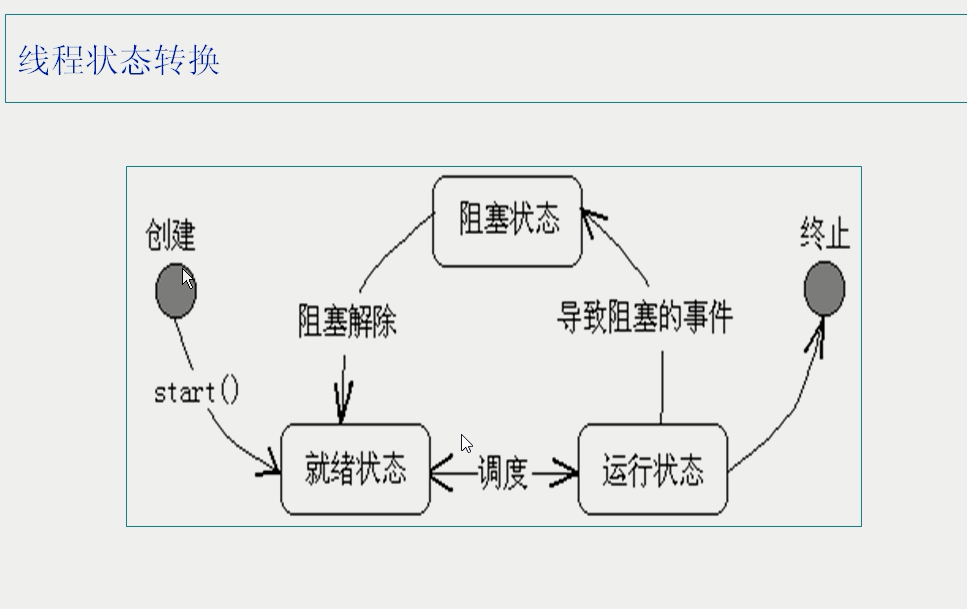 线程状态转换
阻塞状态
创建
终止
阻塞解除
导致阻塞的事件
start()
就绪状态
调度
运行状态